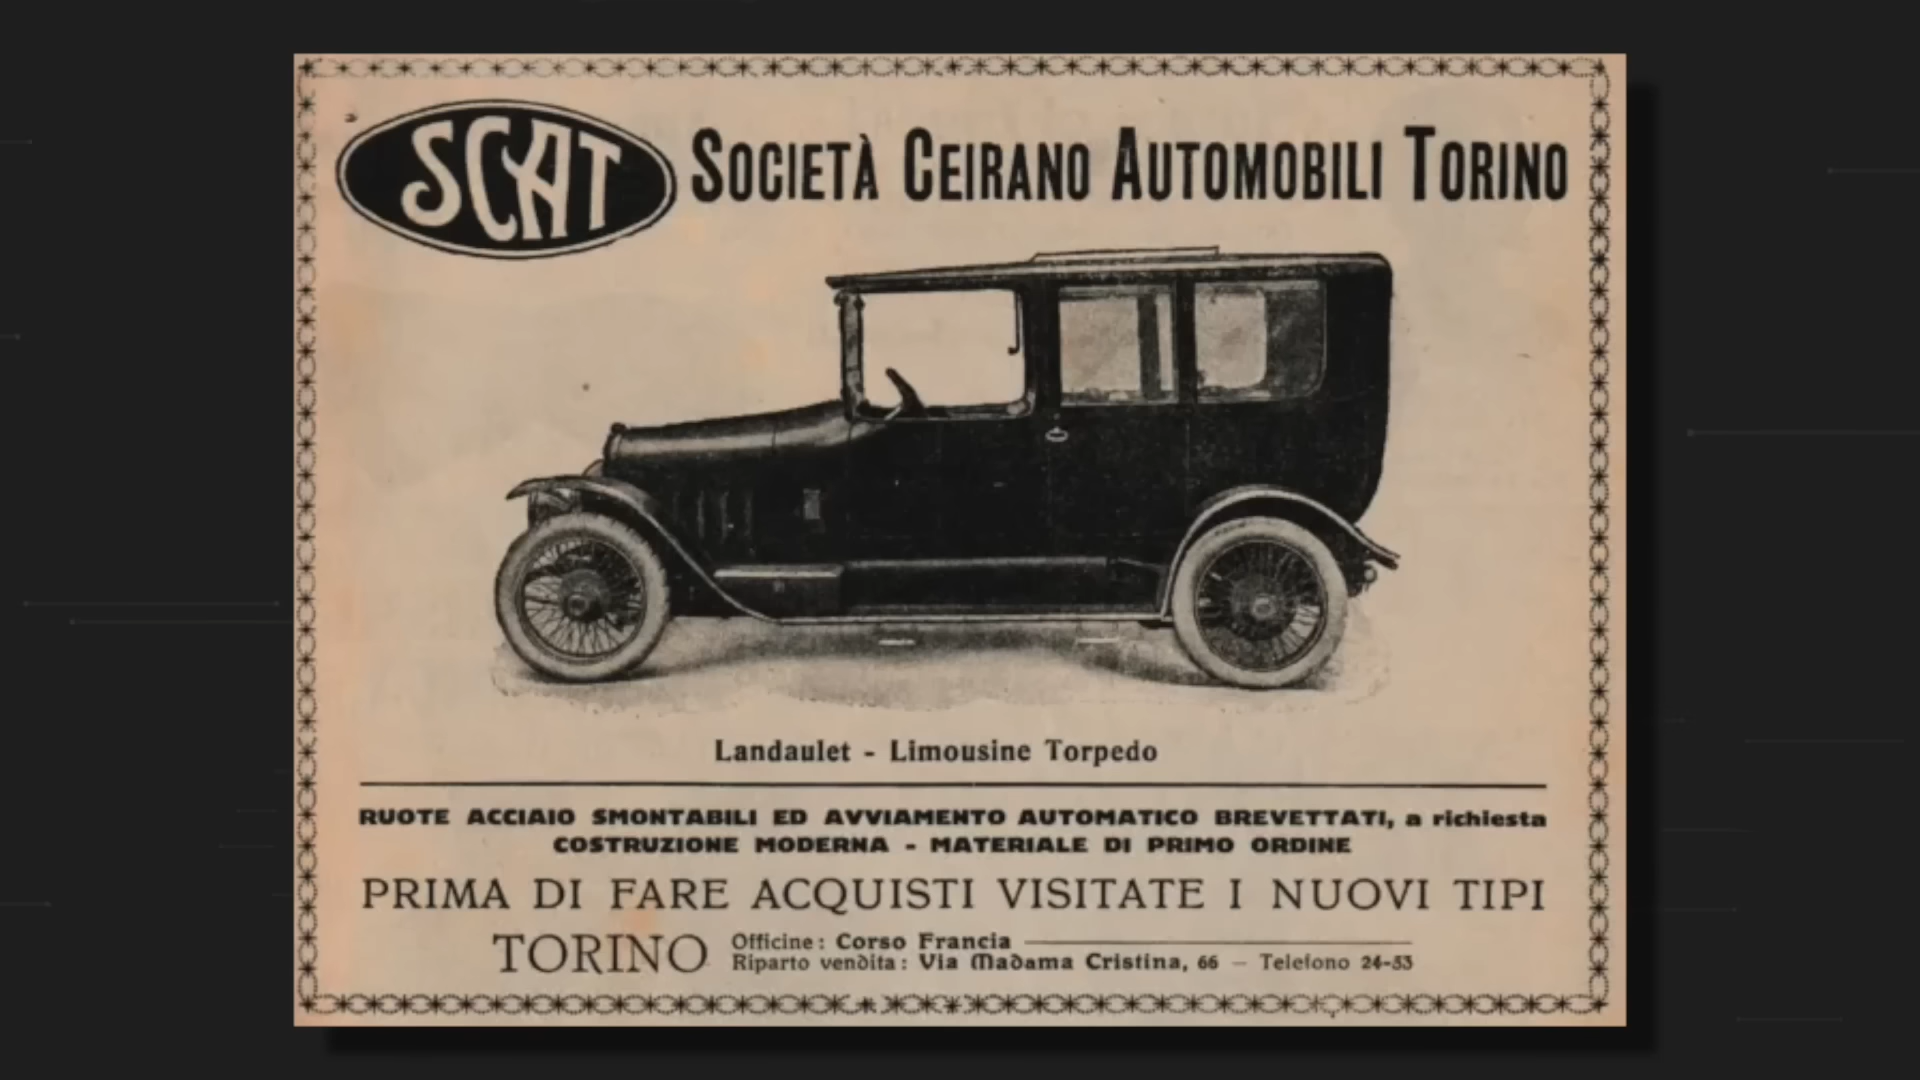 SCAT
SOCIETÀ CEIRANO AUTOMOBILI TORINO
Landaulet - Limousine Torpedo
RUOTE ACCIAIO SMONTABILI ED AVVIAMENTO AUTOMATICO BREVETTATI, a richiesta
COSTRUZIONE MODERNA - MATERIALE DI PRIMO ORDINE
PRIMA DI FARE ACQUISTI VISITATE I NUOVI TIPI
TORINO
Officine: Corso Francia
Riparto vendita: Via Madama Cristina, 66 — Telefono 24-53